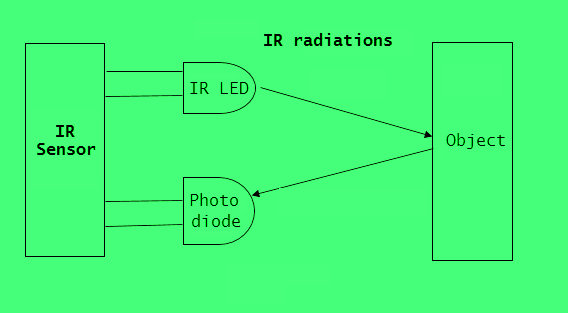 IR radiations
IR LED
IR
Sensor
Object
Photo
diode